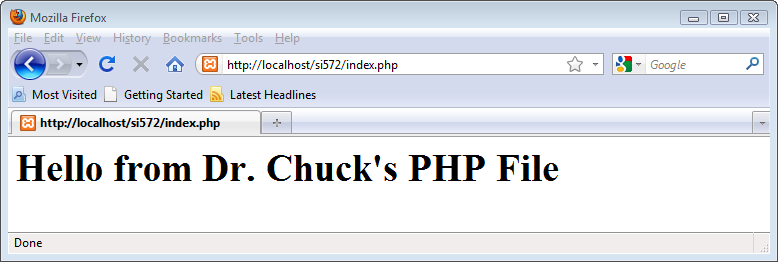 Mozilla Firefox
File Edit View History Bookmarks Tools Help
http://localhost/si572/index.php Google
Most Visited Getting Started Latest Headlines
http://localhost/si572/index.php
Hello from Dr. Chuck's PHP File
Done